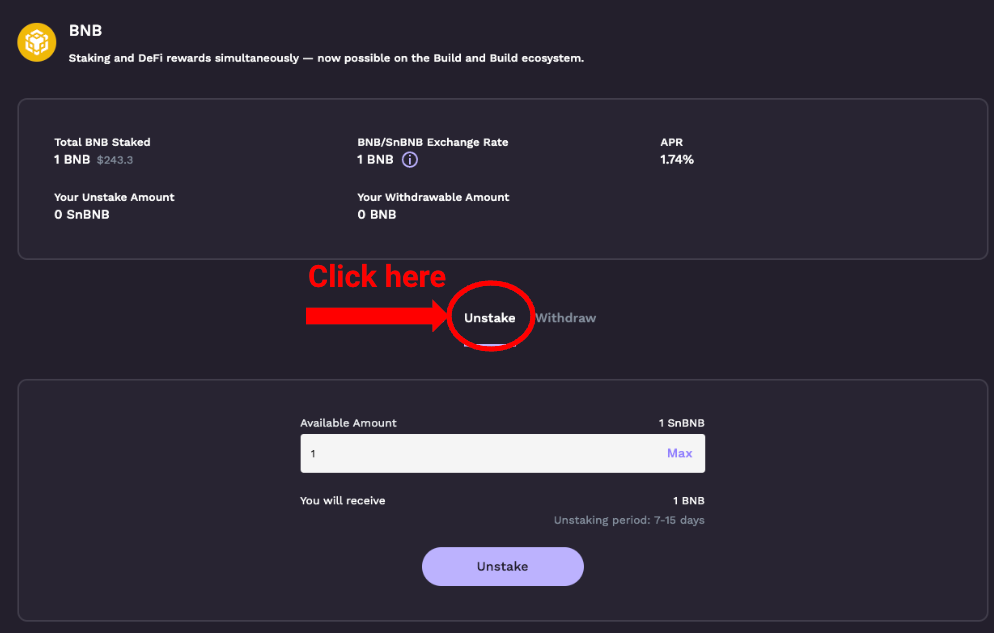 BNB
Staking and DeFi rewards simultaneously — now possible on the Build and Build ecosystem.
Total BNB Staked
1 BNB $243.3
BNB/SnBNB Exchange Rate
1 BNB
APR
1.74%
Your Unstake Amount
0 SnBNB
Your Withdrawable Amount
0 BNB
Click here
Unstake Withdraw
Available Amount 1 SnBNB
1 Max
You will receive 1 BNB
Unstaking period: 7-15 days
Unstake